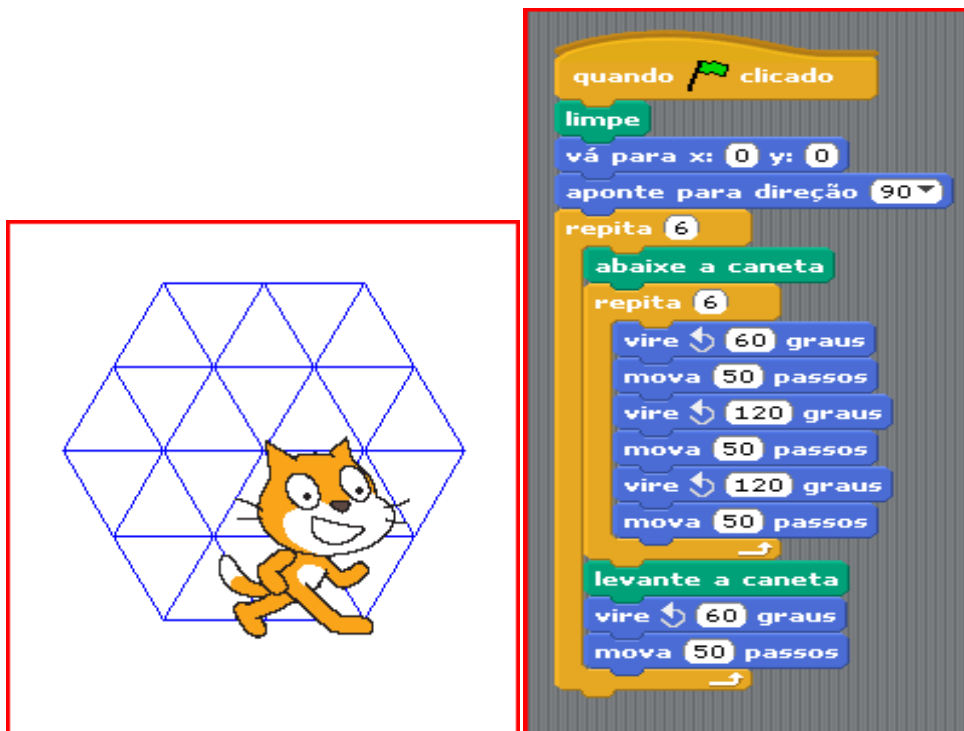 quando clicado
limpe
vá para x: 0 y: 0
aponte para direção 90
repita 6
abaixe a caneta
repita 6
vire 60 graus
mova 50 passos
vire 120 graus
mova 50 passos
vire 120 graus
mova 50 passos
levante a caneta
vire 60 graus
mova 50 passos